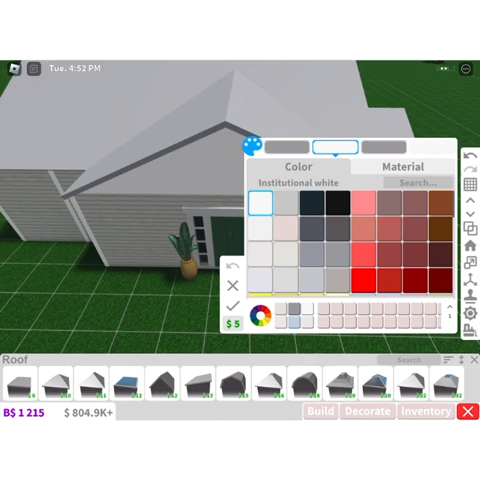 Tue. 4:52 PM
Color
Material
Institutional white
Search...
$ 5
1
Roof
Search
B$ 1 215
$ 804.9K+
Build
Decorate
Inventory